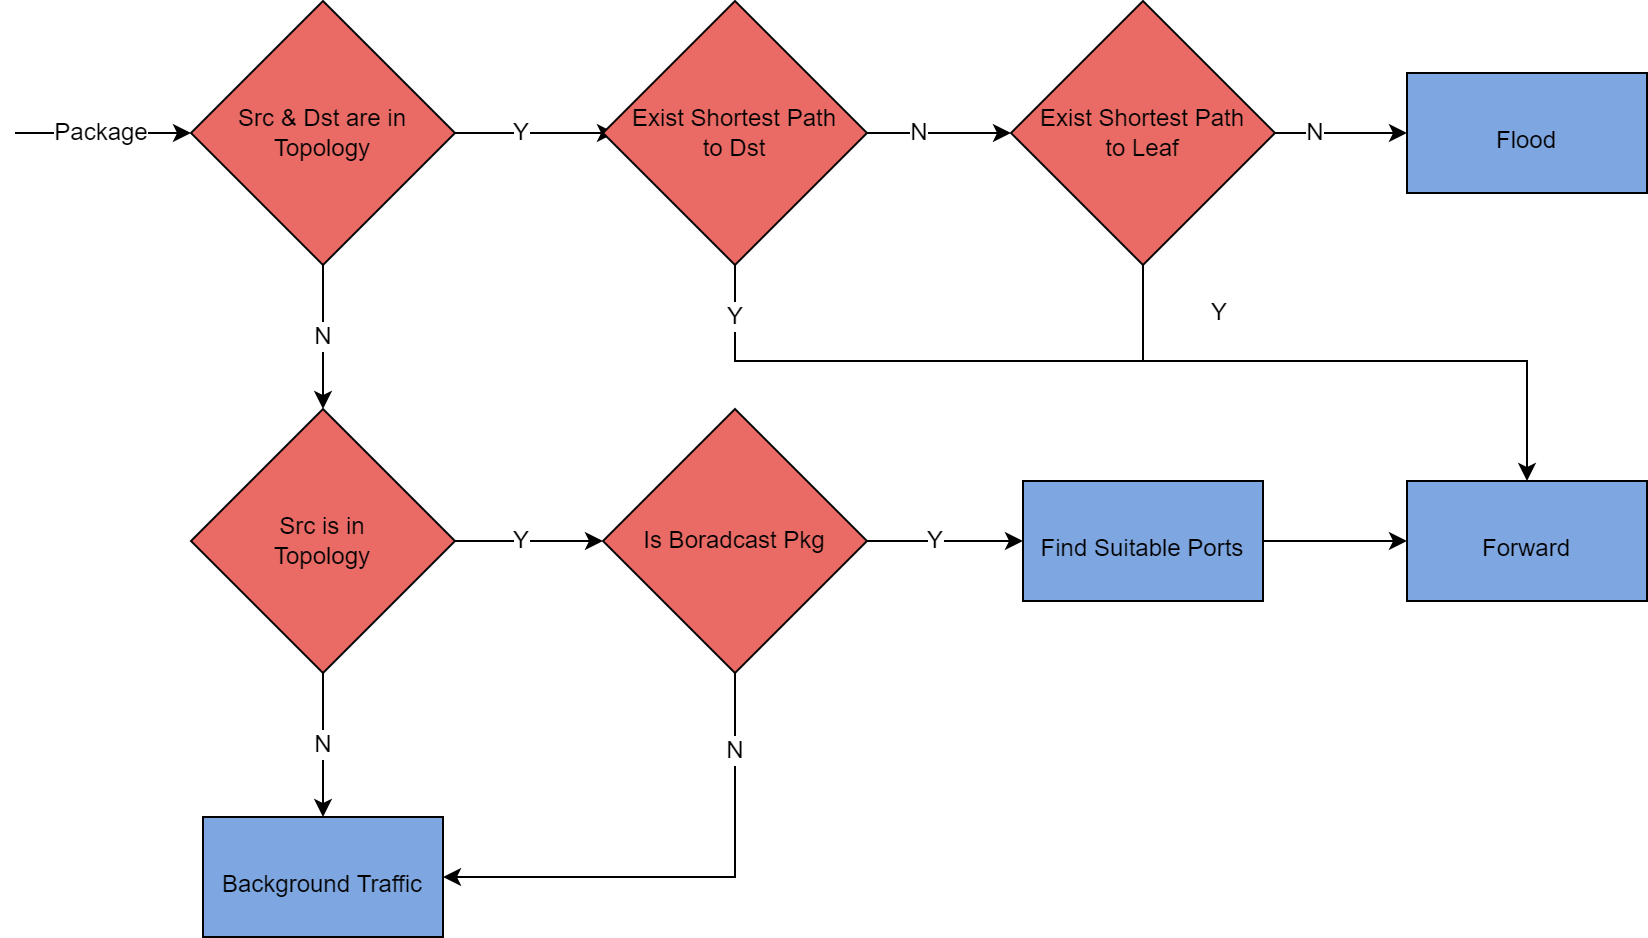 Package
Src & Dst are in
Topology
Y
Exist Shortest Path
to Dst
N
Exist Shortest Path
to Leaf
N
Flood
N
Y
Y
Src is in
Topology
Y
Is Boradcast Pkg
Y
Find Suitable Ports
Forward
N
N
Background Traffic